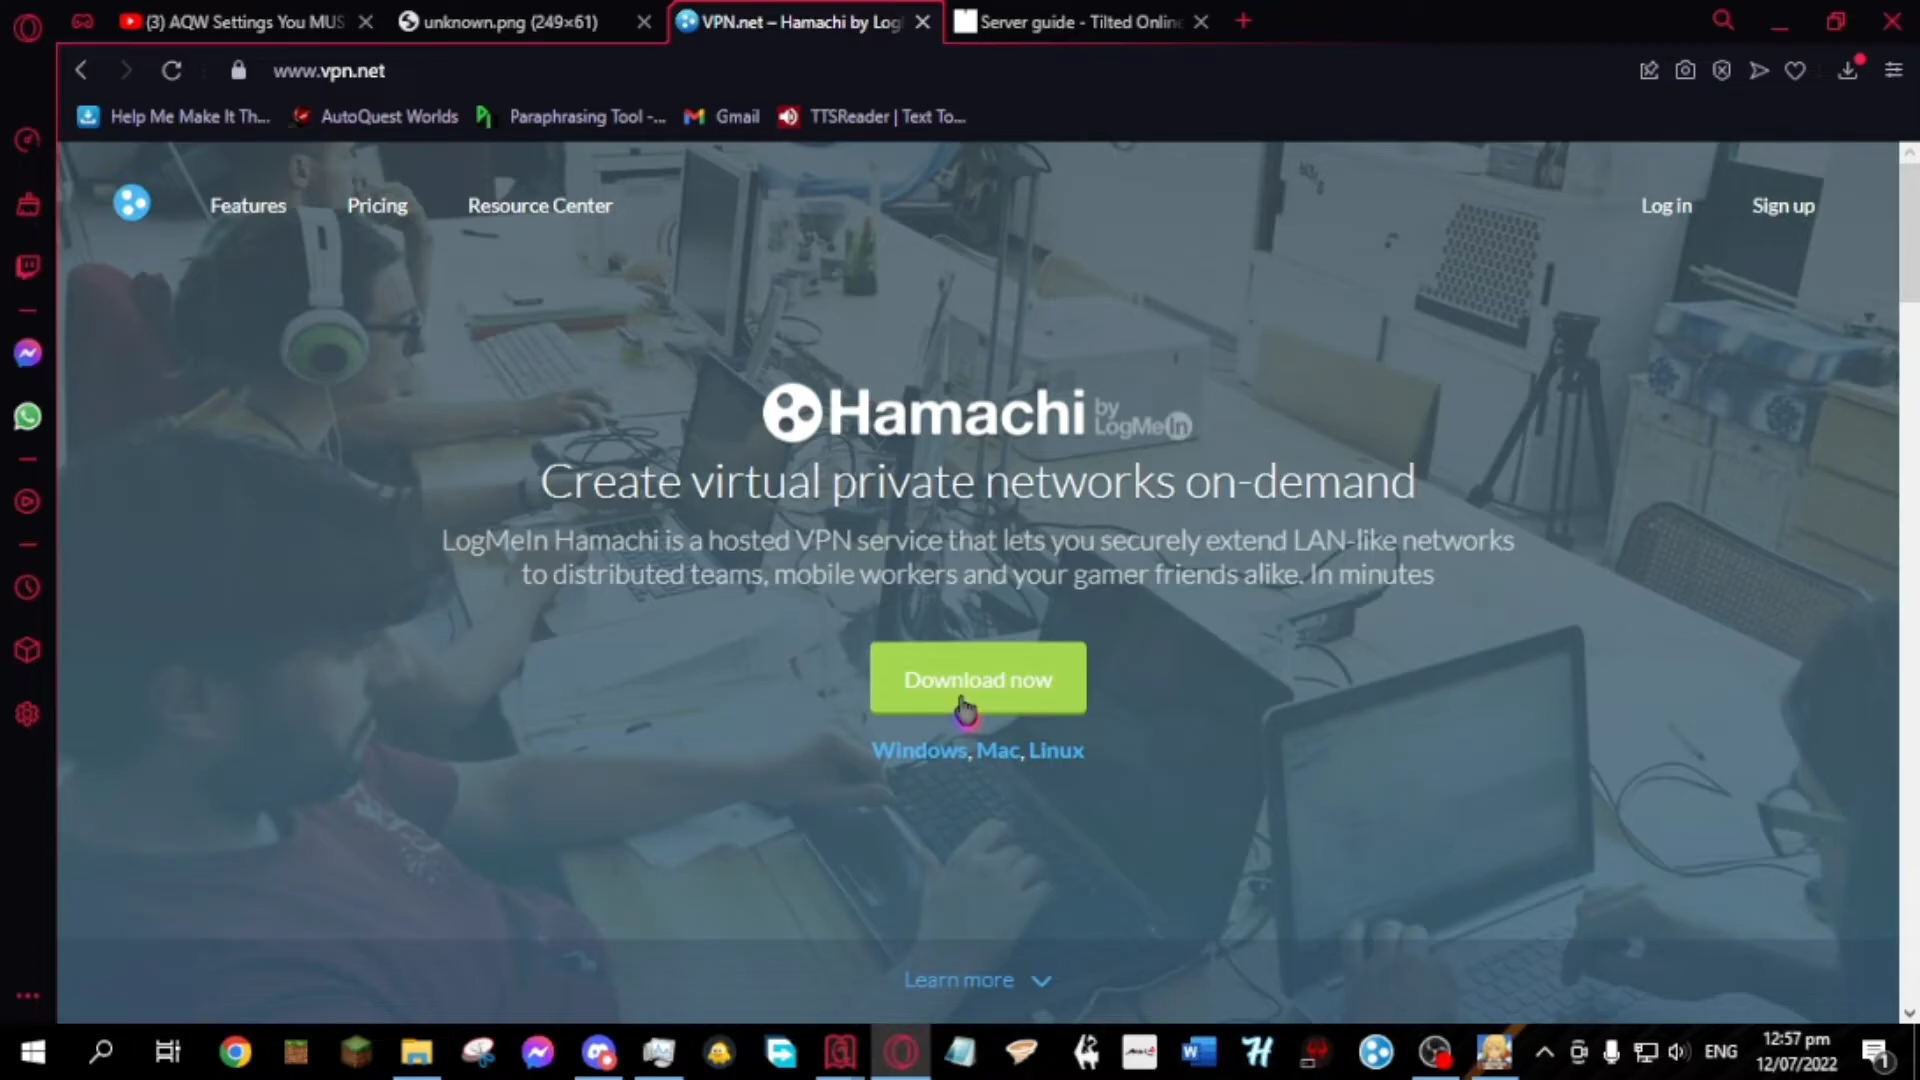 (3) AQW Settings You MUS
unknown.png (249×61)
VPN.net – Hamachi by Log
Server guide - Tilted Online
www.vpn.net
Help Me Make It Th...
AutoQuest Worlds
Paraphrasing Tool -...
Gmail
TTSReader | Text To...
Features
Pricing
Resource Center
Log in
Sign up
Hamachi by LogMeIn
Create virtual private networks on-demand
LogMeIn Hamachi is a hosted VPN service that lets you securely extend LAN-like networks
to distributed teams, mobile workers and your gamer friends alike. In minutes
Download now
Windows, Mac, Linux
Learn more
ENG
12:57 pm
12/07/2022
1